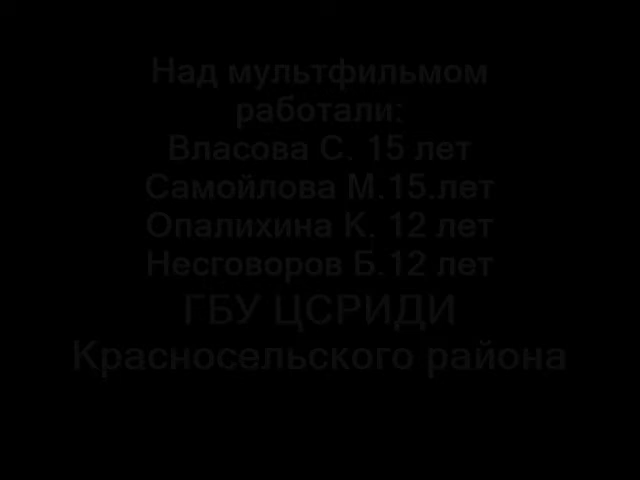 Над мультфильмом
работали:
Власова С. 15 лет
Самойлова М.15.лет
Опалихина К. 12 лет
Несговоров Б.12 лет
ГБУ ЦСРИДИ
Красносельского района